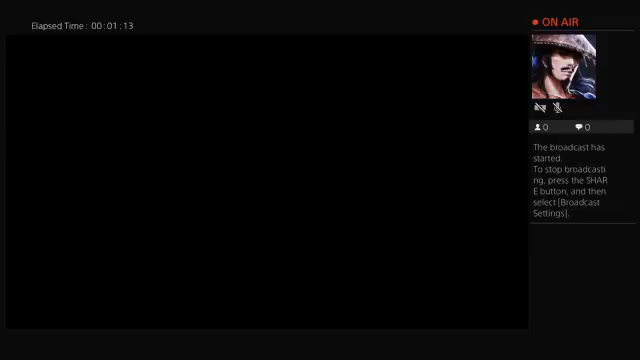 Elapsed Time : 00:01:13
ON AIR
0 0
The broadcast has
started.
To stop broadcasti
ng, press the SHAR
E button, and then
select [Broadcast
Settings].